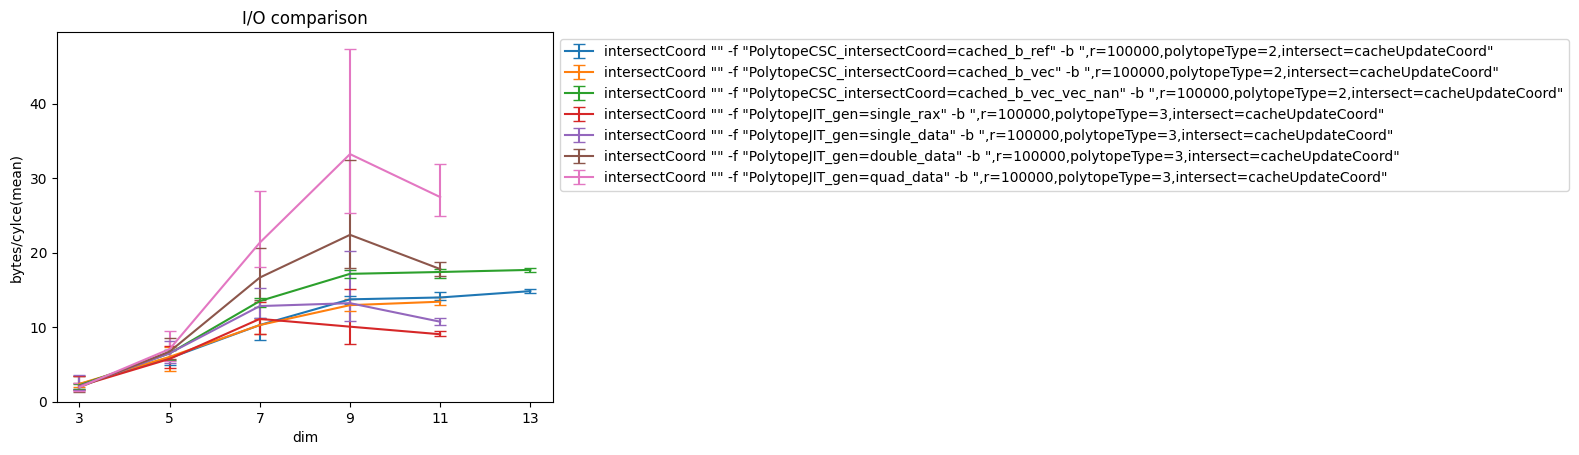 I/O comparison
bytes/cylce(mean)
40
30
20
10
0
3 5 7 9 11 13
dim
intersectCoord "" -f "PolytopeCSC_intersectCoord=cached_b_ref" -b ",r=100000,polytopeType=2,intersect=cacheUpdateCoord"
intersectCoord "" -f "PolytopeCSC_intersectCoord=cached_b_vec" -b ",r=100000,polytopeType=2,intersect=cacheUpdateCoord"
intersectCoord "" -f "PolytopeCSC_intersectCoord=cached_b_vec_vec_nan" -b ",r=100000,polytopeType=2,intersect=cacheUpdateCoord"
intersectCoord "" -f "PolytopeJIT_gen=single_rax" -b ",r=100000,polytopeType=3,intersect=cacheUpdateCoord"
intersectCoord "" -f "PolytopeJIT_gen=single_data" -b ",r=100000,polytopeType=3,intersect=cacheUpdateCoord"
intersectCoord "" -f "PolytopeJIT_gen=double_data" -b ",r=100000,polytopeType=3,intersect=cacheUpdateCoord"
intersectCoord "" -f "PolytopeJIT_gen=quad_data" -b ",r=100000,polytopeType=3,intersect=cacheUpdateCoord"